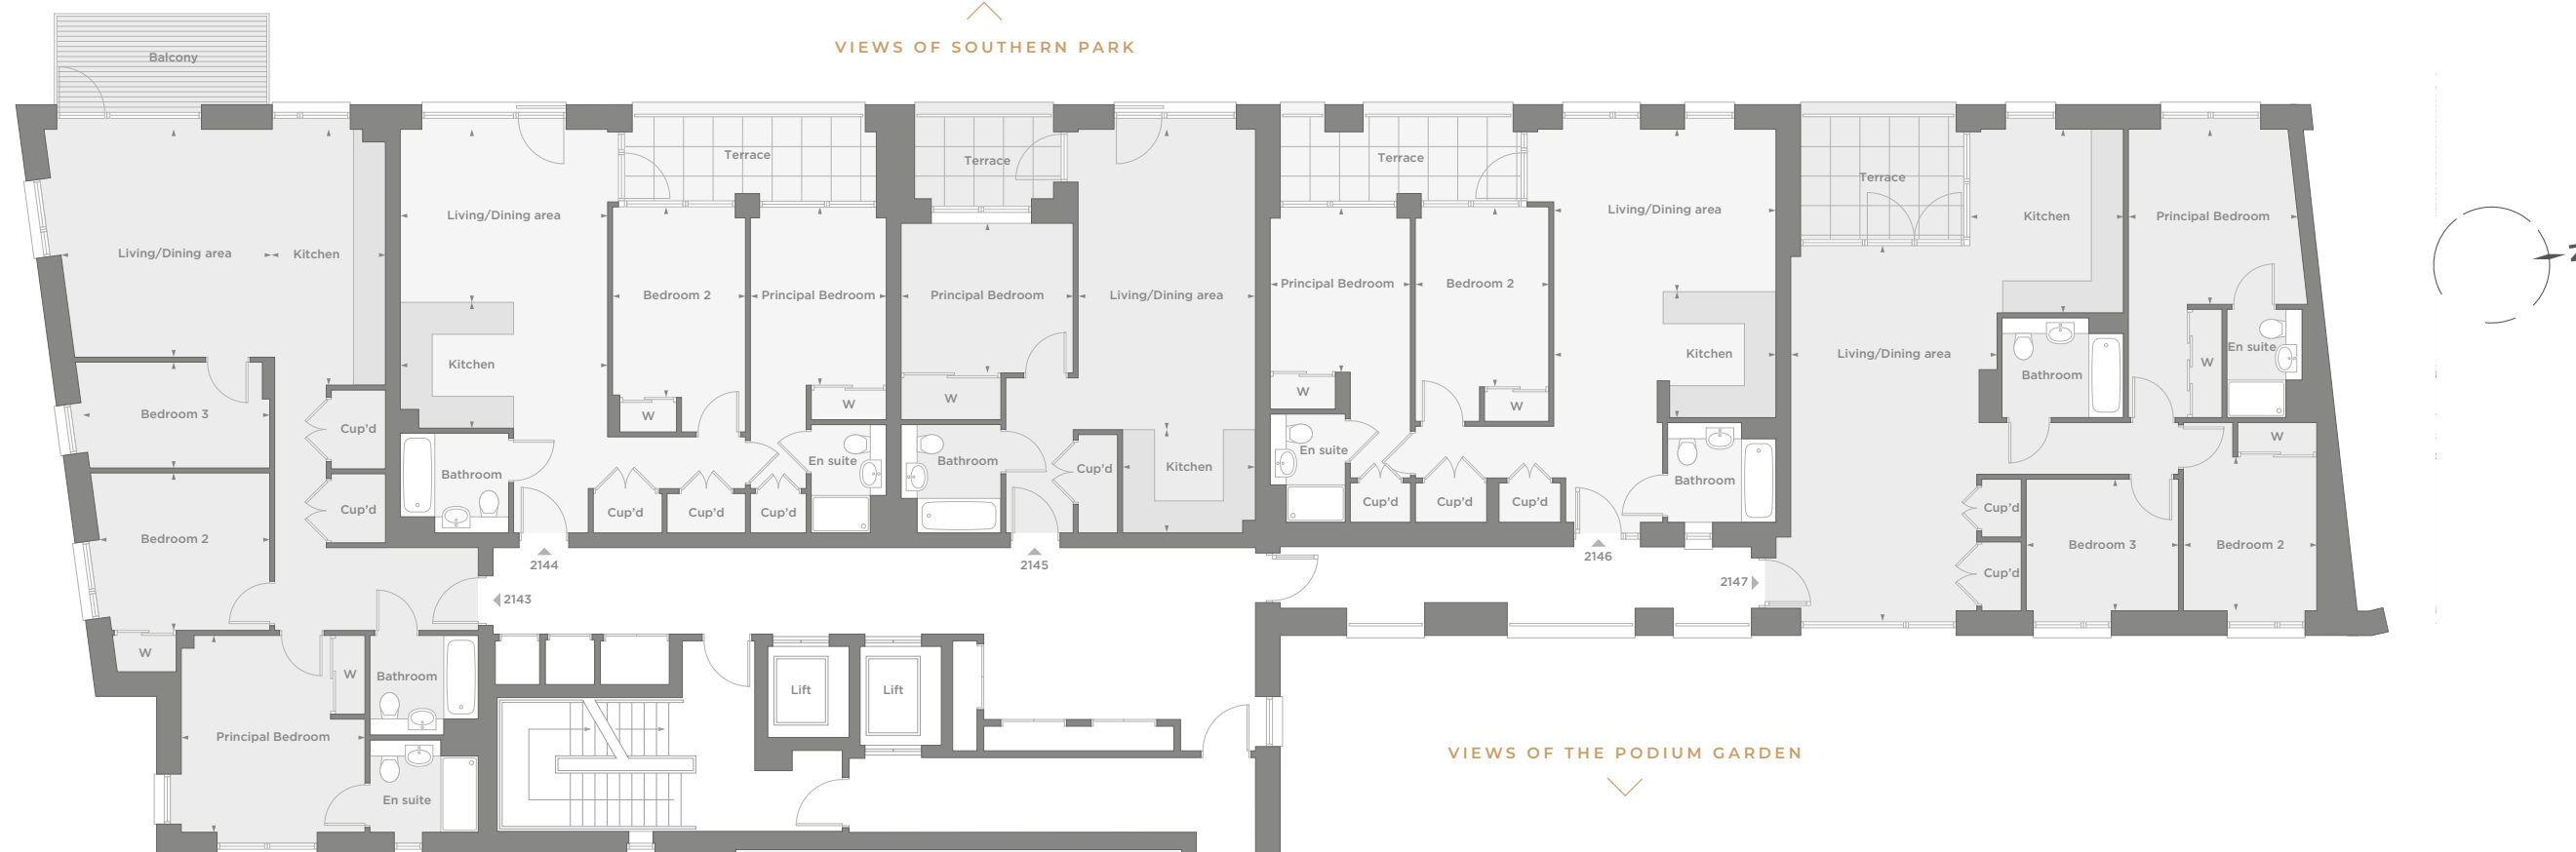 VIEWS OF SOUTHERN PARK
Balcony
Living/Dining area
Kitchen
Bedroom 3
Cup'd
Cup'd
Bedroom 2
W
W
Bathroom
Principal Bedroom
En suite
2143
Living/Dining area
Kitchen
Bathroom
Terrace
Bedroom 2
Principal Bedroom
W
W
En suite
Cup'd
Cup'd
Cup'd
2144
Terrace
Principal Bedroom
Living/Dining area
W
Bathroom
Cup'd
Kitchen
2145
Terrace
Principal Bedroom
Bedroom 2
Living/Dining area
Kitchen
W
W
En suite
Cup'd
Cup'd
Cup'd
Bathroom
2146
Terrace
Kitchen
Principal Bedroom
Living/Dining area
Bathroom
W
En suite
W
Cup'd
Cup'd
Bedroom 3
Bedroom 2
2147
Lift
Lift
VIEWS OF THE PODIUM GARDEN